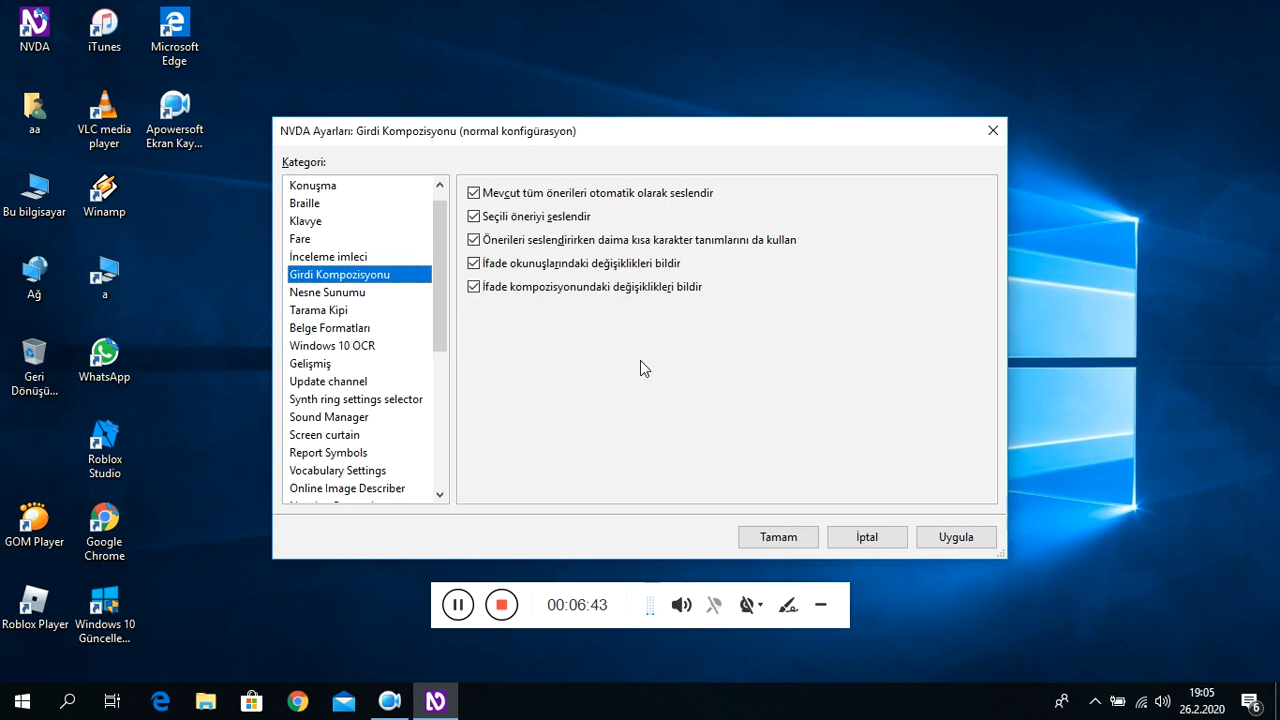 NVDA
iTunes
Microsoft
Edge
aa
VLC media
player
Apowersoft
Ekran Kay...
Bu bilgisayar
Winamp
Ağ
a
Geri
Dönüşü...
WhatsApp
Roblox
Studio
GOM Player
Google
Chrome
Roblox Player
Windows 10
Güncelle...
NVDA Ayarları: Girdi Kompozisyonu (normal konfigürasyon)
Kategori:
Konuşma
Braille
Klavye
Fare
İnceleme imleci
Girdi Kompozisyonu
Nesne Sunumu
Tarama Kipi
Belge Formatları
Windows 10 OCR
Gelişmiş
Update channel
Synth ring settings selector
Sound Manager
Screen curtain
Report Symbols
Vocabulary Settings
Online Image Describer
Mevcut tüm önerileri otomatik olarak seslendir
Seçili öneriyi seslendir
Önerileri seslendirirken daima kısa karakter tanımlarını da kullan
İfade okunuşlarındaki değişiklikleri bildir
İfade kompozisyonundaki değişiklikleri bildir
Tamam
İptal
Uygula
00:06:43
19:05
26.2.2020
6